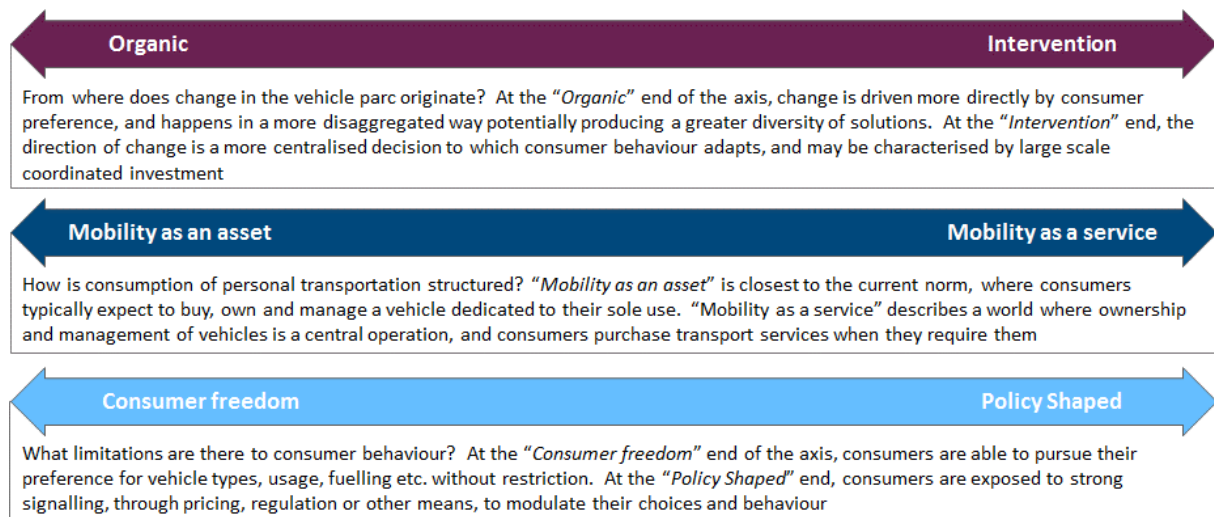 Organic Intervention
From where does change in the vehicle parc originate? At the “Organic” end of the axis, change is driven more directly by consumer
preference, and happens in a more disaggregated way potentially producing a greater diversity of solutions. At the “Intervention” end, the
direction of change is a more centralised decision to which consumer behaviour adapts, and may be characterised by large scale
coordinated investment
Mobility as an asset Mobility as a service
How is consumption of personal transportation structured? “Mobility as an asset” is closest to the current norm, where consumers
typically expect to buy, own and manage a vehicle dedicated to their sole use. “Mobility as a service” describes a world where ownership
and management of vehicles is a central operation, and consumers purchase transport services when they require them
Consumer freedom Policy Shaped
What limitations are there to consumer behaviour? At the “Consumer freedom” end of the axis, consumers are able to pursue their
preference for vehicle types, usage, fuelling etc. without restriction. At the “Policy Shaped” end, consumers are exposed to strong
signalling, through pricing, regulation or other means, to modulate their choices and behaviour